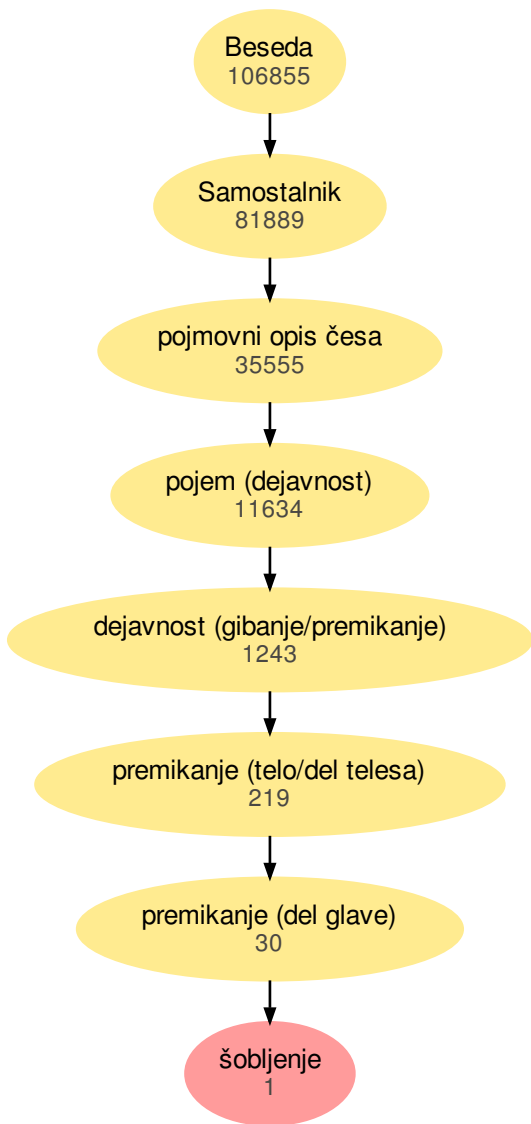 Beseda
106855
Samostalnik
81889
pojmovni opis česa
35555
pojem (dejavnost)
11634
dejavnost (gibanje/premikanje)
1243
premikanje (telo/del telesa)
219
premikanje (del glave)
30
šobljenje
1